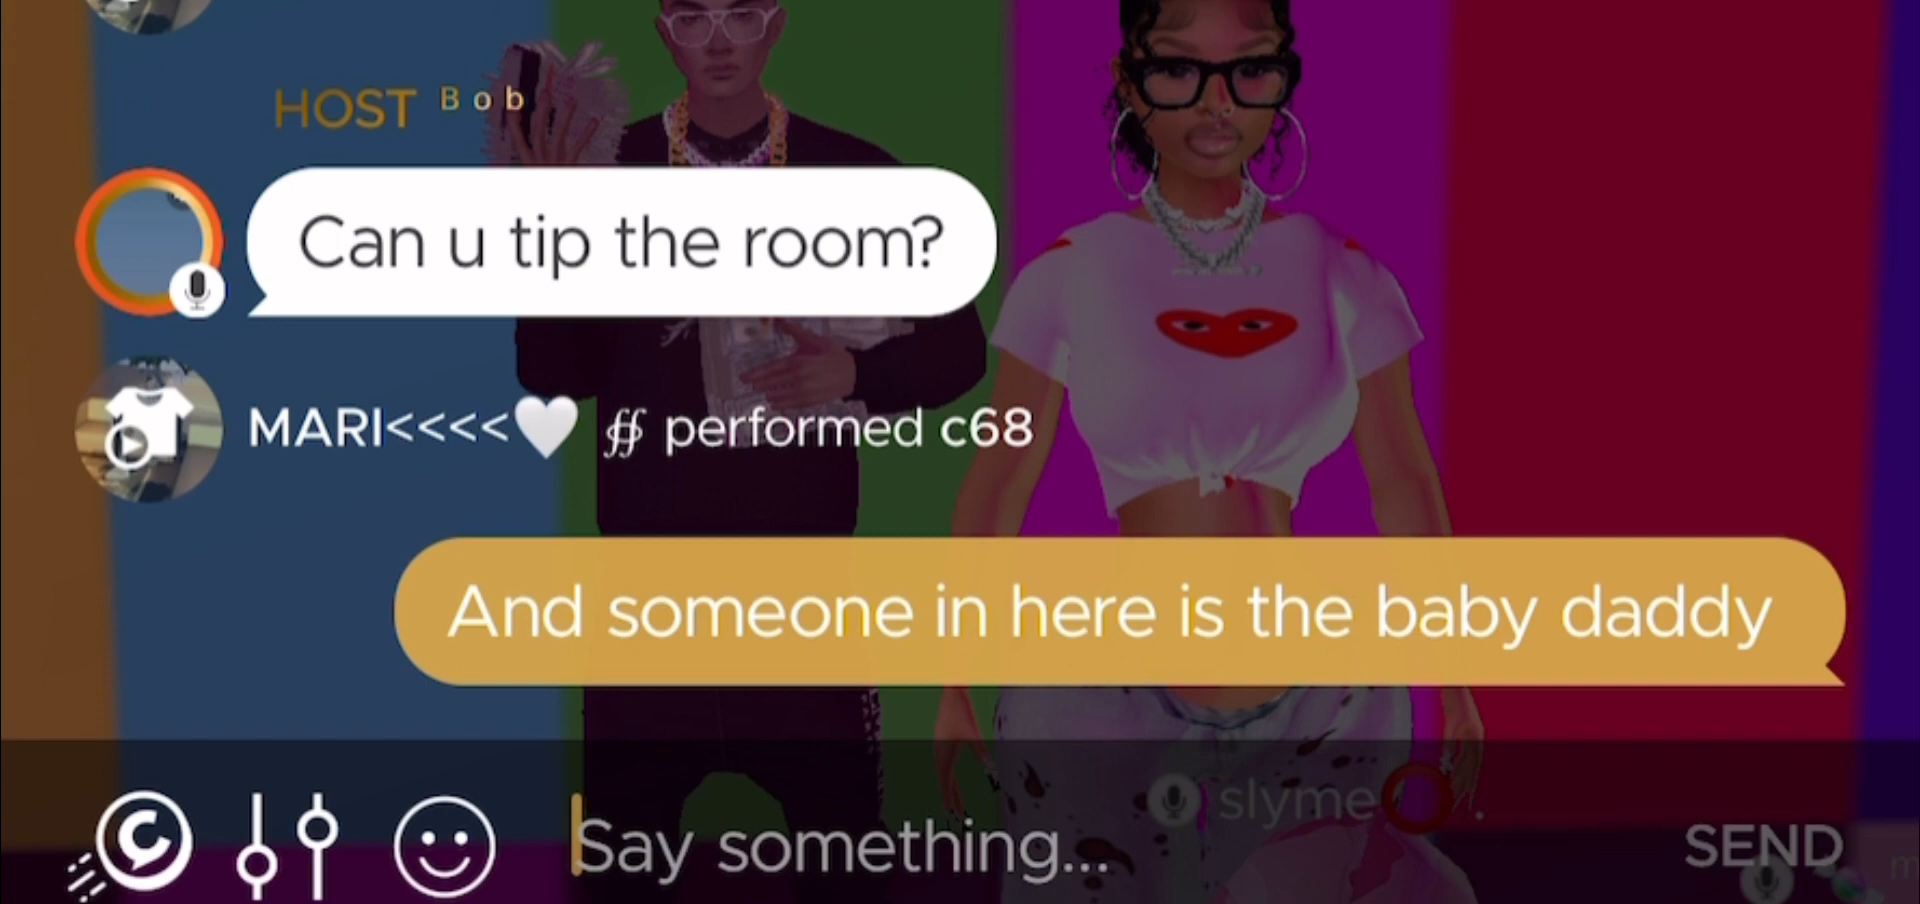 HOST Bob
Can u tip the room?
MARI<<<<🤍 ∯ performed c68
And someone in here is the baby daddy
slyme⭕.
Say something...
SEND
m